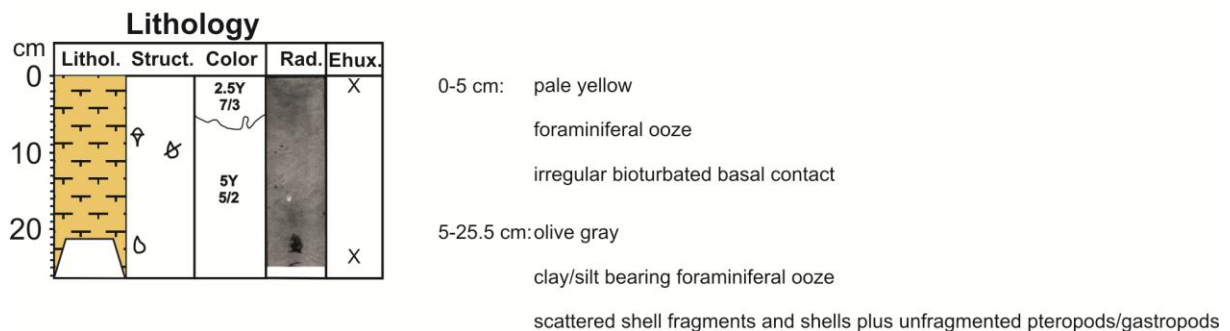 Lithology
cm Lithol. Struct. Color Rad. Ehux.
0 2.5Y X
7/3
10
5Y
5/2
20
X
0-5 cm: pale yellow
foraminiferal ooze
irregular bioturbated basal contact
5-25.5 cm: olive gray
clay/silt bearing foraminiferal ooze
scattered shell fragments and shells plus unfragmented pteropods/gastropods